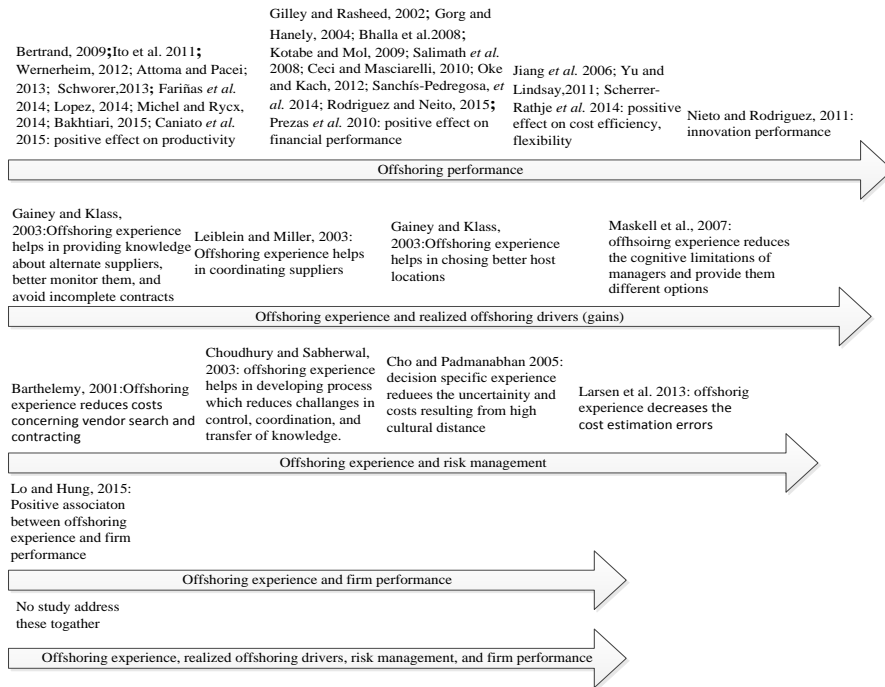 Bertrand, 2009;Ito et al. 2011;
Wernerheim, 2012; Attoma and Pacei;
2013; Schworer,2013; Fariñas et al.
2014; Lopez, 2014; Michel and Rycx,
2014; Bakhtiari, 2015; Caniato et al.
2015: positive effect on productivity
Gilley and Rasheed, 2002; Gorg and
Hanely, 2004; Bhalla et al.2008;
Kotabe and Mol, 2009; Salimath et al.
2008; Ceci and Masciarelli, 2010; Oke
and Kach, 2012; Sanchís-Pedregosa, et
al. 2014; Rodriguez and Neito, 2015;
Prezas et al. 2010: positive effect on
financial performance
Jiang et al. 2006; Yu and
Lindsay,2011; Scherrer-
Rathje et al. 2014: possitive
effect on cost efficiency,
flexibility
Nieto and Rodriguez, 2011:
innovation performance
Offshoring performance
Gainey and Klass,
2003:Offshoring experience
helps in providing knowledge
about alternate suppliers,
better monitor them, and
avoid incomplete contracts
Leiblein and Miller, 2003:
Offshoring experience helps
in coordinating suppliers
Gainey and Klass,
2003:Offshoring experience
helps in chosing better host
locations
Maskell et al., 2007:
offhsoirng experience reduces
the cognitive limitations of
managers and provide them
different options
Offshoring experience and realized offshoring drivers (gains)
Barthelemy, 2001:Offshoring
experience reduces costs
concerning vendor search and
contracting
Choudhury and Sabherwal,
2003: offshoring experience
helps in developing process
which reduces challanges in
control, coordination, and
transfer of knowledge.
Cho and Padmanabhan 2005:
decision specific experience
reduees the uncertainity and
costs resulting from high
cultural distance
Larsen et al. 2013: offshorig
experience decreases the
cost estimation errors
Offshoring experience and risk management
Lo and Hung, 2015:
Positive associaton
between offshoring
experience and firm
performance
Offshoring experience and firm performance
No study address
these togather
Offshoring experience, realized offshoring drivers, risk management, and firm performance